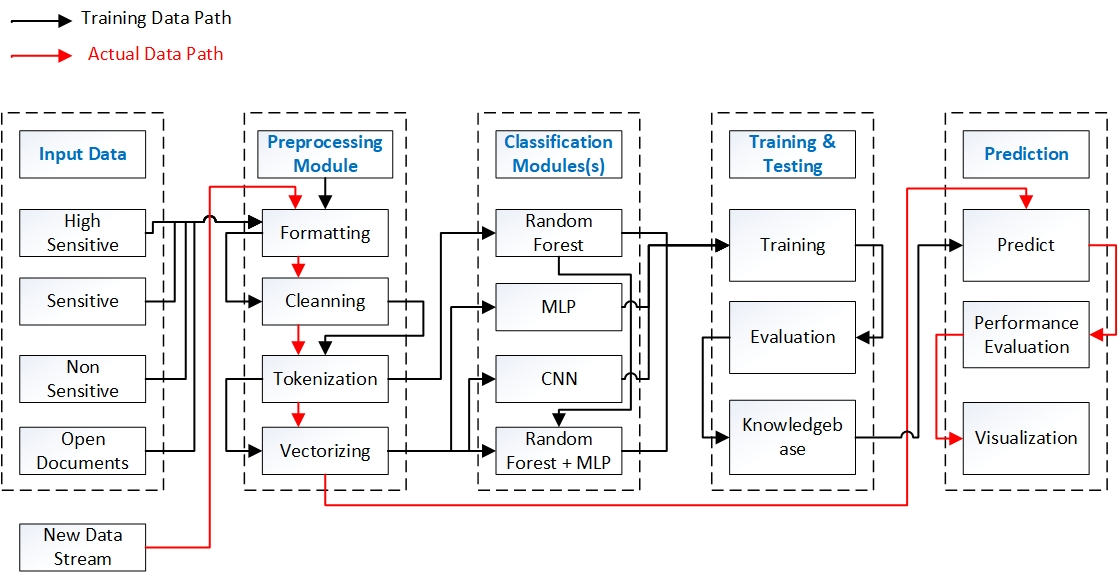 Training Data Path
Actual Data Path
Input Data
High
Sensitive
Sensitive
Non
Sensitive
Open
Documents
New Data
Stream
Preprocessing
Module
Formatting
Cleanning
Tokenization
Vectorizing
Classification
Modules(s)
Random
Forest
MLP
CNN
Random
Forest + MLP
Training &
Testing
Training
Evaluation
Knowledgeb
ase
Prediction
Predict
Performance
Evaluation
Visualization